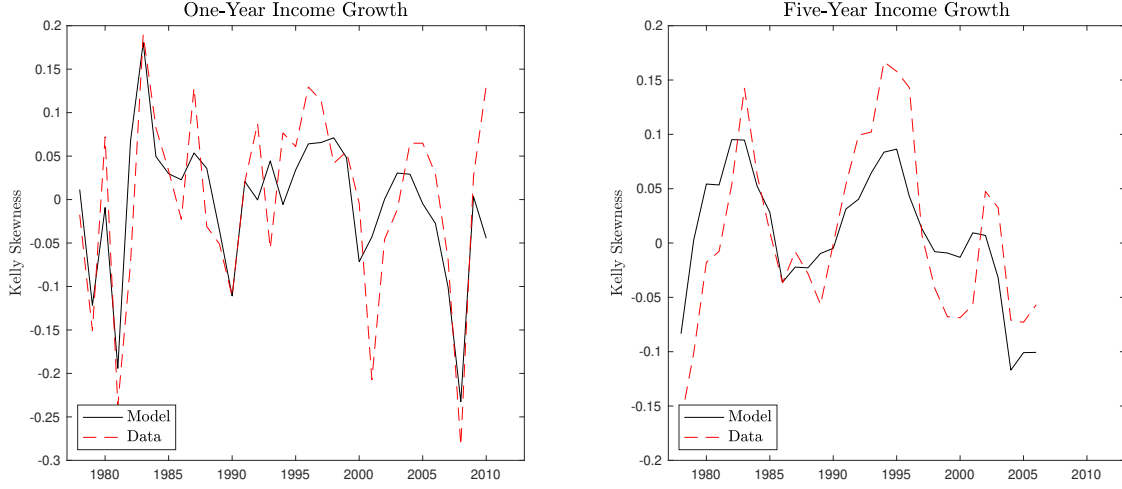 One-Year Income Growth
Kelly Skewness
0.2
0.15
0.1
0.05
0
-0.05
-0.1
-0.15
-0.2
-0.25
-0.3
Model
Data
1980 1985 1990 1995 2000 2005 2010
Five-Year Income Growth
Kelly Skewness
0.2
0.15
0.1
0.05
0
-0.05
-0.1
-0.15
-0.2
Model
Data
1980 1985 1990 1995 2000 2005 2010